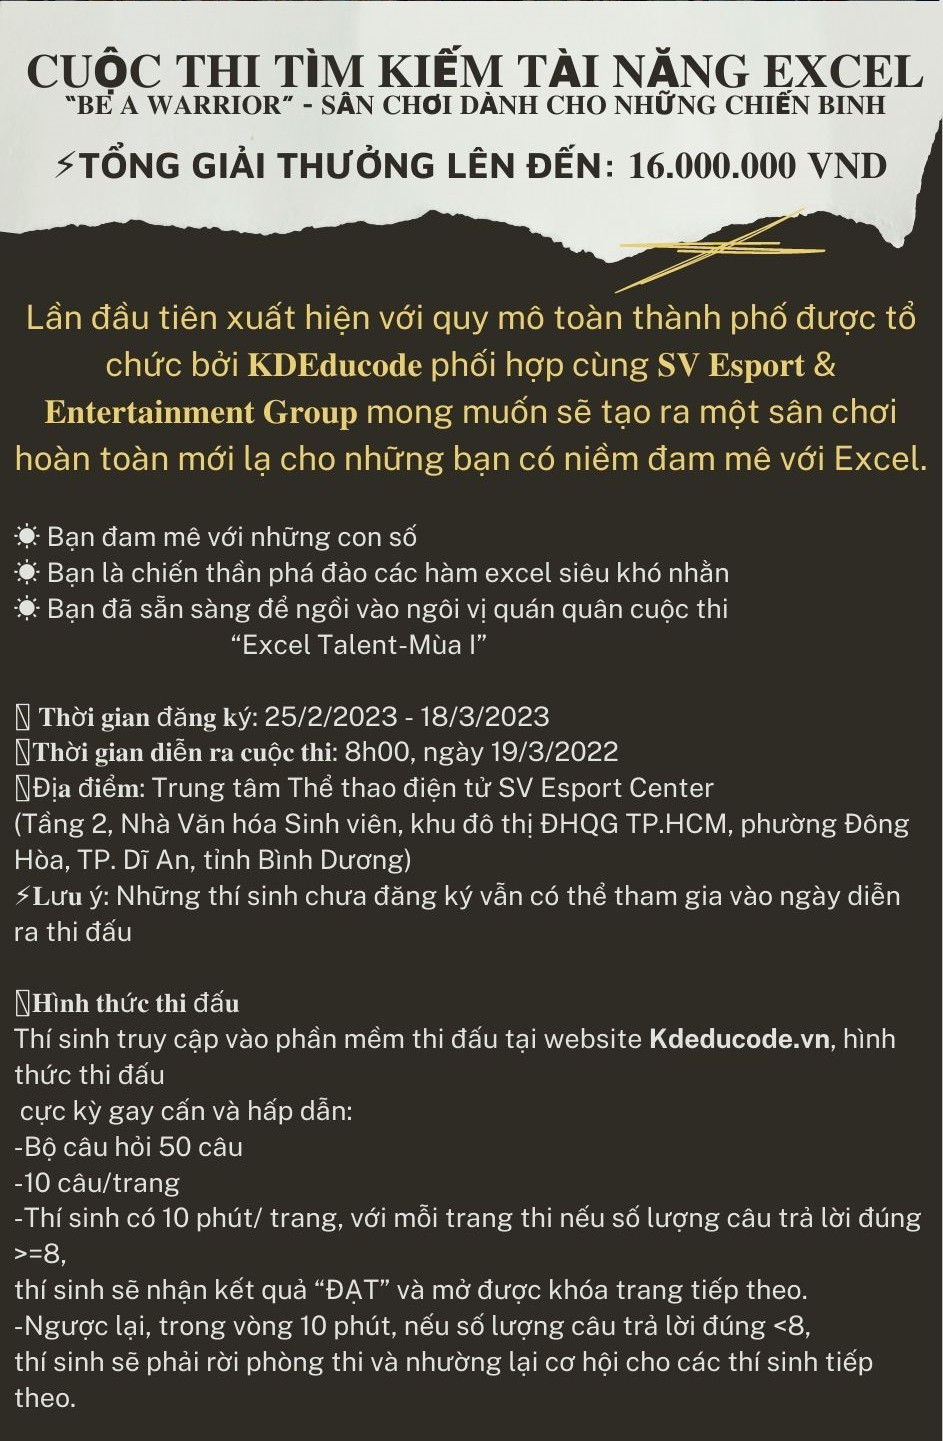 CUỘC THI TÌM KIẾM TÀI NĂNG EXCEL
"BE A WARRIOR" - SÂN CHƠI DÀNH CHO NHỮNG CHIẾN BINH
⚡TỔNG GIẢI THƯỞNG LÊN ĐẾN: 16.000.000 VND
Lần đầu tiên xuất hiện với quy mô toàn thành phố được tổ
chức bởi KDEducode phối hợp cùng SV Esport &
Entertainment Group mong muốn sẽ tạo ra một sân chơi
hoàn toàn mới lạ cho những bạn có niềm đam mê với Excel.
☀ Bạn đam mê với những con số
☀ Bạn là chiến thần phá đảo các hàm excel siêu khó nhằn
☀ Bạn đã sẵn sàng để ngồi vào ngôi vị quán quân cuộc thi
“Excel Talent-Mùa I”
Thời gian đăng ký: 25/2/2023 - 18/3/2023
Thời gian diễn ra cuộc thi: 8h00, ngày 19/3/2022
Địa điểm: Trung tâm Thể thao điện tử SV Esport Center
(Tầng 2, Nhà Văn hóa Sinh viên, khu đô thị ĐHQG TP.HCM, phường Đông
Hòa, TP. Dĩ An, tỉnh Bình Dương)
⚡Lưu ý: Những thí sinh chưa đăng ký vẫn có thể tham gia vào ngày diễn
ra thi đấu
Hình thức thi đấu
Thí sinh truy cập vào phần mềm thi đấu tại website Kdeducode.vn, hình
thức thi đấu
cực kỳ gay cấn và hấp dẫn:
-Bộ câu hỏi 50 câu
-10 câu/trang
-Thí sinh có 10 phút/ trang, với mỗi trang thi nếu số lượng câu trả lời đúng
>=8,
thí sinh sẽ nhận kết quả “ĐẠT” và mở được khóa trang tiếp theo.
-Ngược lại, trong vòng 10 phút, nếu số lượng câu trả lời đúng <8,
thí sinh sẽ phải rời phòng thi và nhường lại cơ hội cho các thí sinh tiếp
theo.